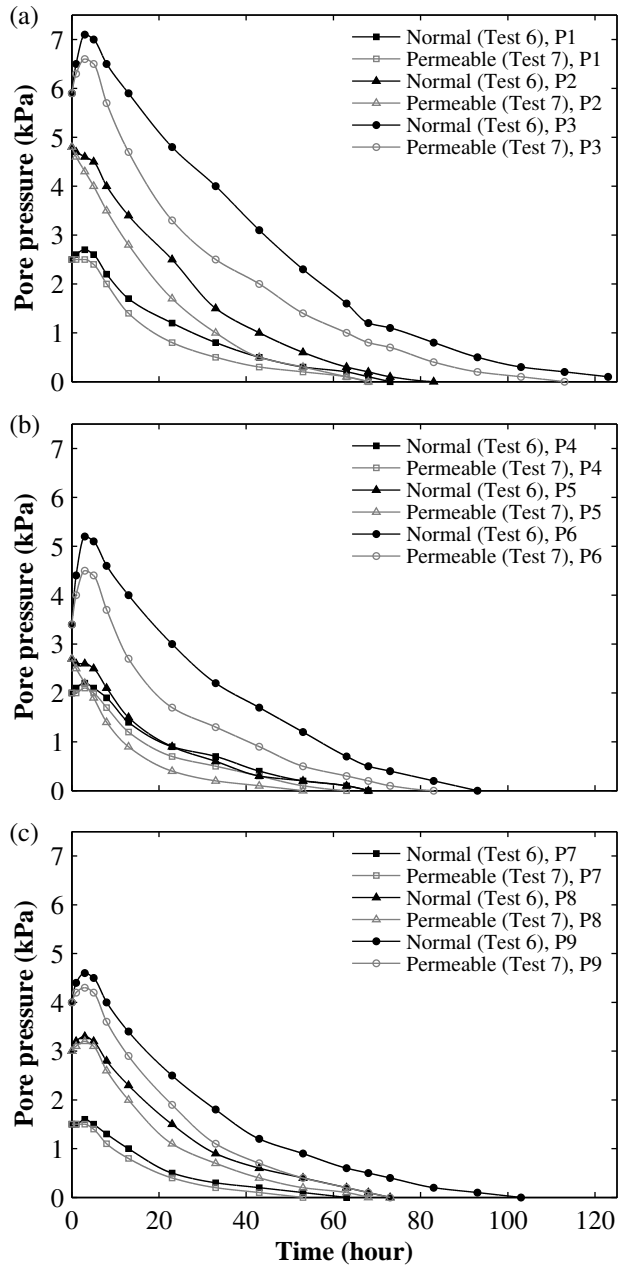 (a)
7
6
5
4
3
2
1
0
Pore pressure (kPa)
Normal (Test 6), P1
Permeable (Test 7), P1
Normal (Test 6), P2
Permeable (Test 7), P2
Normal (Test 6), P3
Permeable (Test 7), P3
(b)
7
6
5
4
3
2
1
0
Pore pressure (kPa)
Normal (Test 6), P4
Permeable (Test 7), P4
Normal (Test 6), P5
Permeable (Test 7), P5
Normal (Test 6), P6
Permeable (Test 7), P6
(c)
7
6
5
4
3
2
1
0
Pore pressure (kPa)
Normal (Test 6), P7
Permeable (Test 7), P7
Normal (Test 6), P8
Permeable (Test 7), P8
Normal (Test 6), P9
Permeable (Test 7), P9
0 20 40 60 80 100 120
Time (hour)